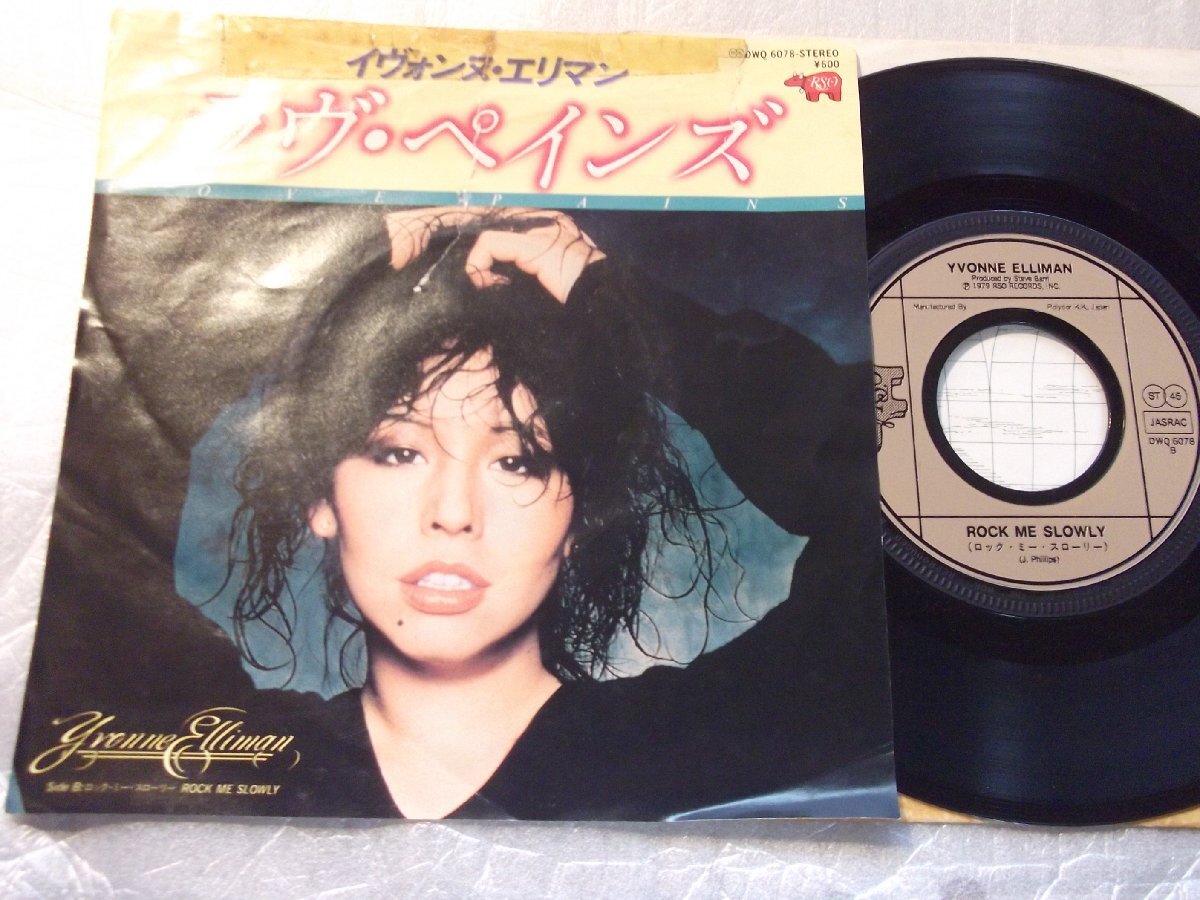 イヴォンヌ・エリマン
DWQ 6078-STEREO
¥600
RSO
ラヴ・ペインズ
LOVE PAINS
Yvonne Elliman
Side B: ロック・ミー・スローリー ROCK ME SLOWLY
YVONNE ELLIMAN
Produced by Steve Barri
Ⓟ 1979 RSO RECORDS, INC.
Manufactured By Polydor K.K., Japan
ST 45
JASRAC
DWQ 6078
B
ROCK ME SLOWLY
(ロック・ミー・スローリー)
(J. Phillips)